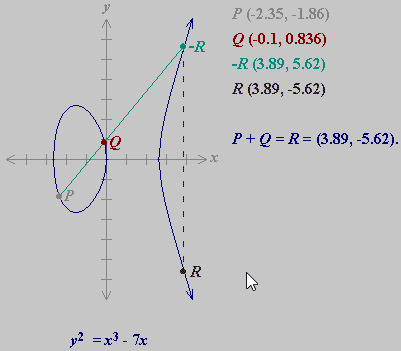 y
P (-2.35, -1.86)
Q (-0.1, 0.836)
-R (3.89, 5.62)
R (3.89, -5.62)
P + Q = R = (3.89, -5.62).
-R
Q
x
P
R
y² = x³ - 7x